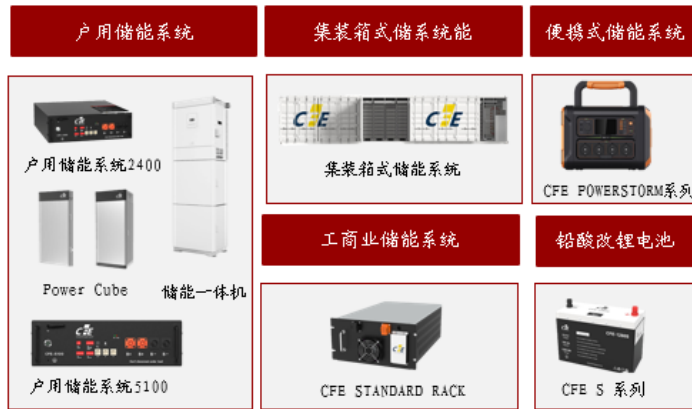 户用储能系统
集装箱式储系统能
便携式储能系统
CFE
CFE
户用储能系统2400
集装箱式储能系统
CFE POWERSTORM系列
工商业储能系统
铅酸改锂电池
Power Cube
储能一体机
CFE
户用储能系统5100
CFE STANDARD RACK
CFE S 系列